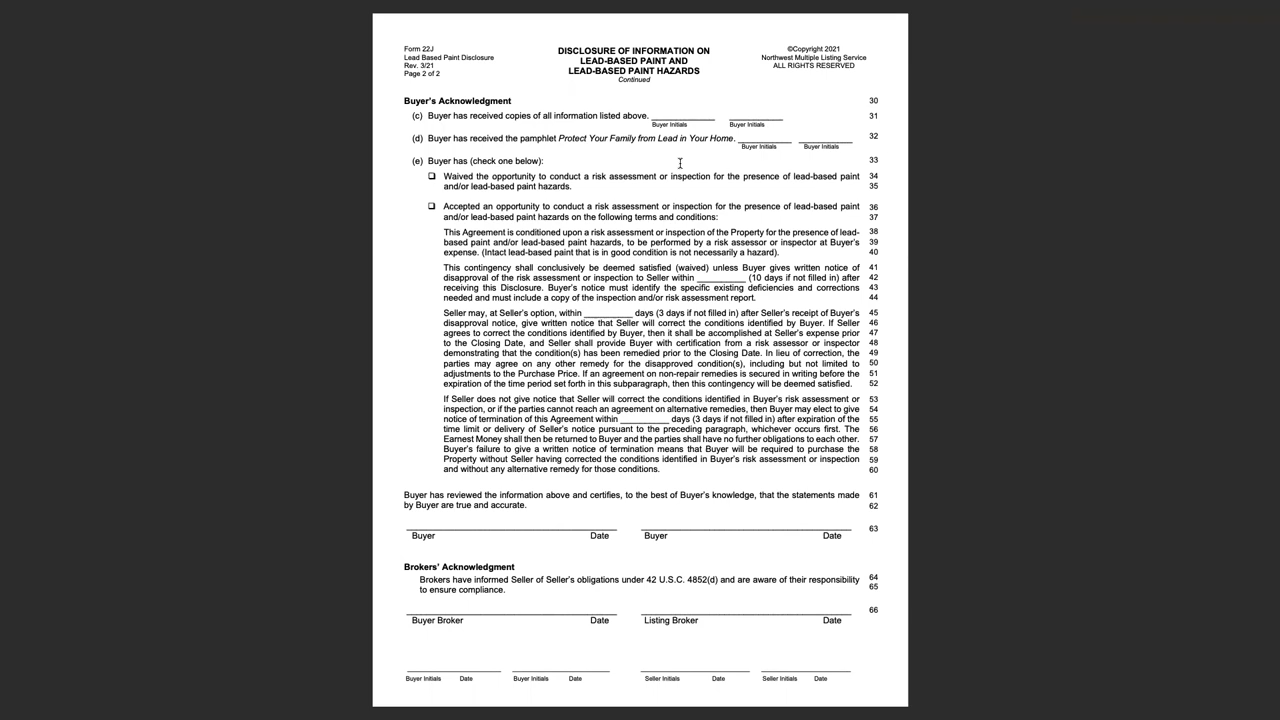 Form 22J
Lead Based Paint Disclosure
Rev. 3/21
Page 2 of 2
DISCLOSURE OF INFORMATION ON
LEAD-BASED PAINT AND
LEAD-BASED PAINT HAZARDS
Continued
©Copyright 2021
Northwest Multiple Listing Service
ALL RIGHTS RESERVED
Buyer's Acknowledgment 30
(c) Buyer has received copies of all information listed above. ____________ __________ 31
Buyer Initials Buyer Initials
(d) Buyer has received the pamphlet Protect Your Family from Lead in Your Home. __________ __________ 32
Buyer Initials Buyer Initials
(e) Buyer has (check one below): 33
❑ Waived the opportunity to conduct a risk assessment or inspection for the presence of lead-based paint 34
and/or lead-based paint hazards. 35
❑ Accepted an opportunity to conduct a risk assessment or inspection for the presence of lead-based paint 36
and/or lead-based paint hazards on the following terms and conditions: 37
This Agreement is conditioned upon a risk assessment or inspection of the Property for the presence of lead- 38
based paint and/or lead-based paint hazards, to be performed by a risk assessor or inspector at Buyer's 39
expense. (Intact lead-based paint that is in good condition is not necessarily a hazard). 40
This contingency shall conclusively be deemed satisfied (waived) unless Buyer gives written notice of 41
disapproval of the risk assessment or inspection to Seller within __________ (10 days if not filled in) after 42
receiving this Disclosure. Buyer's notice must identify the specific existing deficiencies and corrections 43
needed and must include a copy of the inspection and/or risk assessment report. 44
Seller may, at Seller's option, within __________ days (3 days if not filled in) after Seller's receipt of Buyer's 45
disapproval notice, give written notice that Seller will correct the conditions identified by Buyer. If Seller 46
agrees to correct the conditions identified by Buyer, then it shall be accomplished at Seller's expense prior 47
to the Closing Date, and Seller shall provide Buyer with certification from a risk assessor or inspector 48
demonstrating that the condition(s) has been remedied prior to the Closing Date. In lieu of correction, the 49
parties may agree on any other remedy for the disapproved condition(s), including but not limited to 50
adjustments to the Purchase Price. If an agreement on non-repair remedies is secured in writing before the 51
expiration of the time period set forth in this subparagraph, then this contingency will be deemed satisfied. 52
If Seller does not give notice that Seller will correct the conditions identified in Buyer's risk assessment or 53
inspection, or if the parties cannot reach an agreement on alternative remedies, then Buyer may elect to give 54
notice of termination of this Agreement within __________ days (3 days if not filled in) after expiration of the 55
time limit or delivery of Seller's notice pursuant to the preceding paragraph, whichever occurs first. The 56
Earnest Money shall then be returned to Buyer and the parties shall have no further obligations to each other. 57
Buyer's failure to give a written notice of termination means that Buyer will be required to purchase the 58
Property without Seller having corrected the conditions identified in Buyer's risk assessment or inspection 59
and without any alternative remedy for those conditions. 60
Buyer has reviewed the information above and certifies, to the best of Buyer's knowledge, that the statements made 61
by Buyer are true and accurate. 62
63
Buyer Date Buyer Date
Brokers' Acknowledgment
Brokers have informed Seller of Seller's obligations under 42 U.S.C. 4852(d) and are aware of their responsibility 64
to ensure compliance. 65
66
Buyer Broker Date Listing Broker Date
Buyer Initials Date Buyer Initials Date Seller Initials Date Seller Initials Date